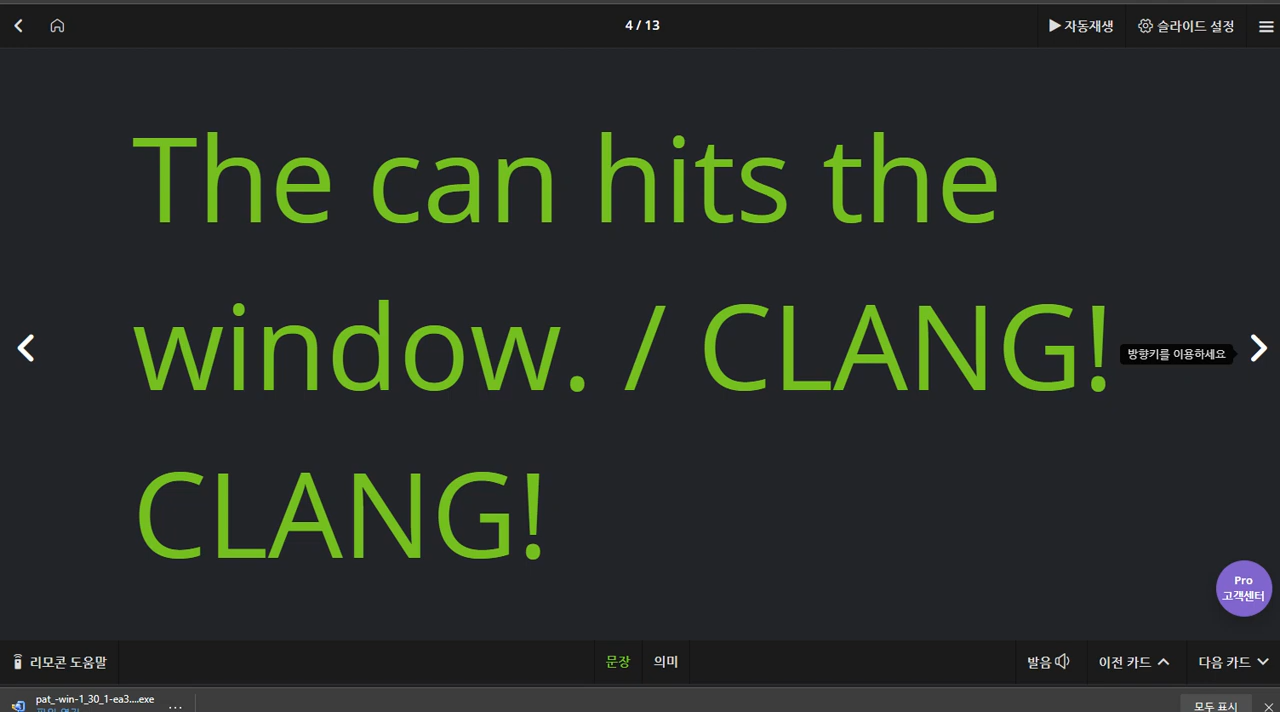 4 / 13
▶ 자동재생
슬라이드 설정
The can hits the
window. / CLANG!
CLANG!
방향키를 이용하세요
Pro
고객센터
리모콘 도움말
문장
의미
발음
이전 카드
다음 카드
pat_-win-1_30_1-ea3....exe
...
모두 표시